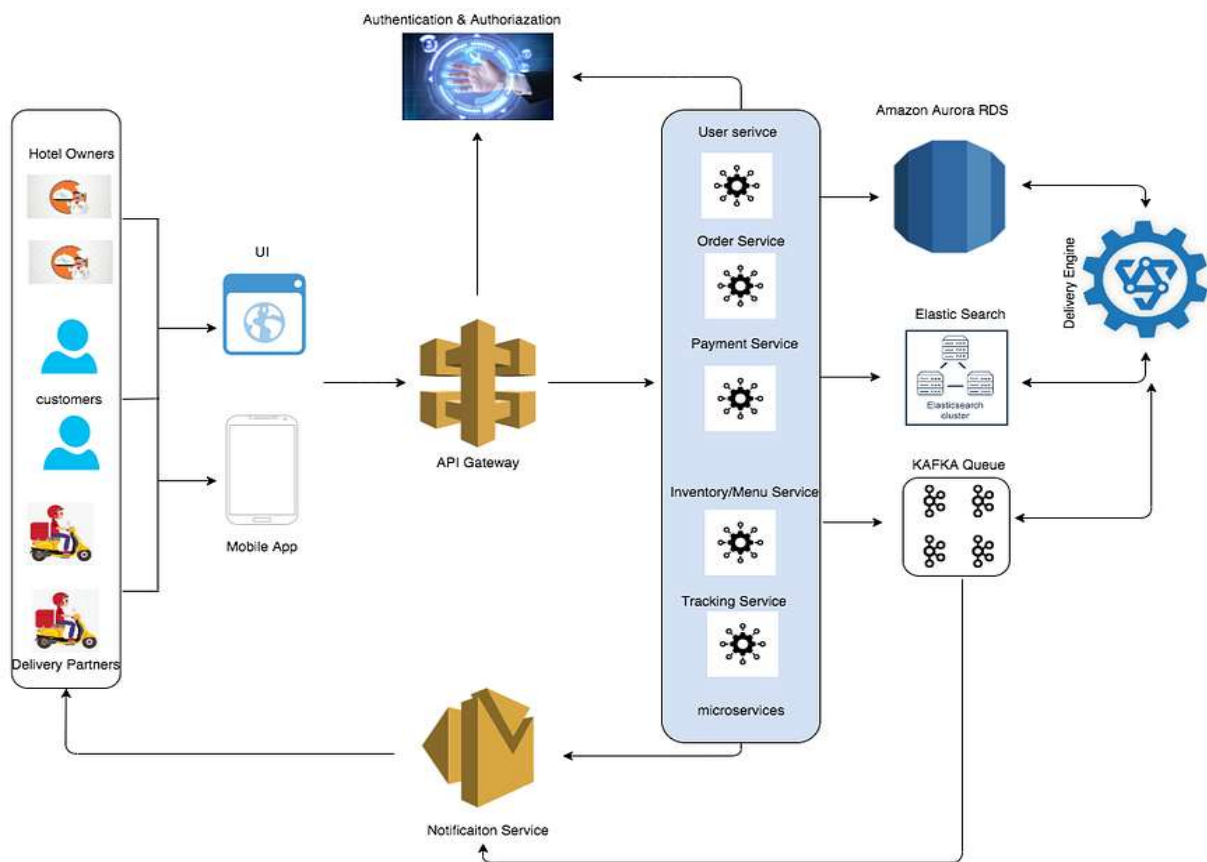 Authentication & Authoriazation
Amazon Aurora RDS
User serivce
Hotel Owners
Order Service
UI
Delivery Engine
Elastic Search
Payment Service
customers
Elasticsearch
cluster
API Gateway
KAFKA Queue
Inventory/Menu Service
Mobile App
Tracking Service
Delivery Partners
microservices
Notificaiton Service